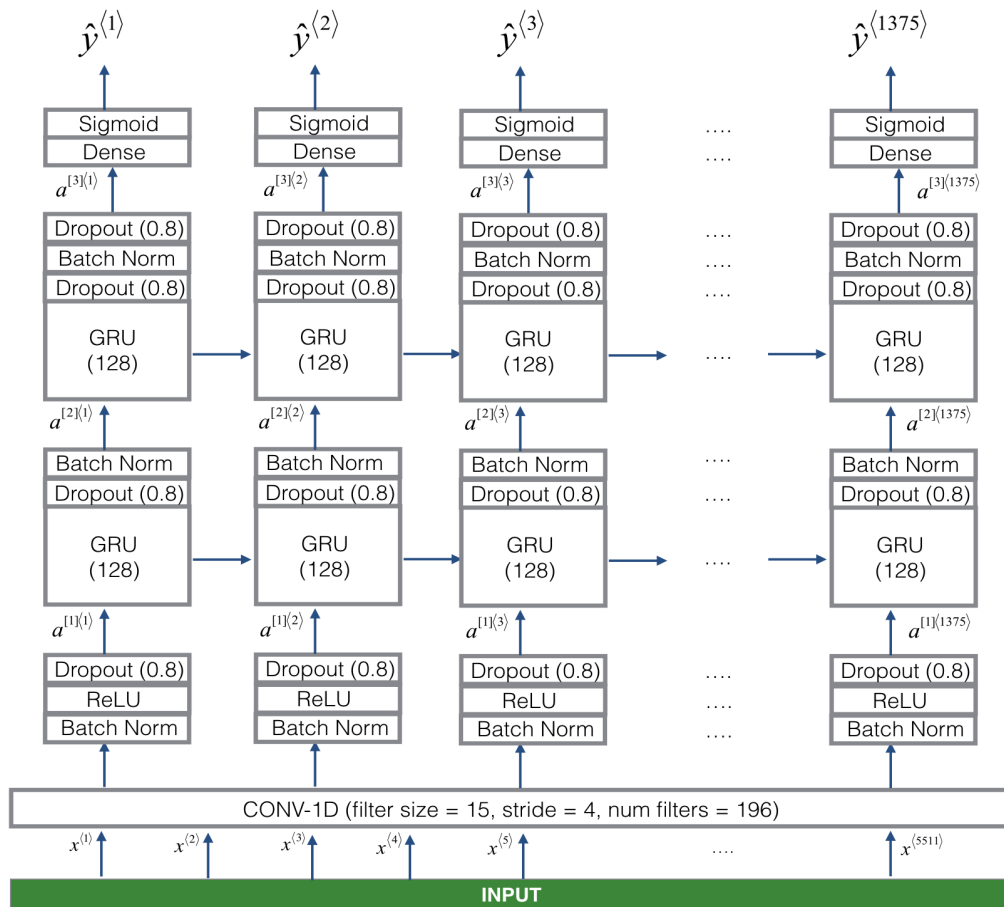 ŷ⟨1⟩ ŷ⟨2⟩ ŷ⟨3⟩ ŷ⟨1375⟩
Sigmoid Sigmoid Sigmoid .... Sigmoid
Dense Dense Dense .... Dense
a[3]⟨1⟩ a[3]⟨2⟩ a[3]⟨3⟩ a[3]⟨1375⟩
Dropout (0.8) Dropout (0.8) Dropout (0.8) .... Dropout (0.8)
Batch Norm Batch Norm Batch Norm .... Batch Norm
Dropout (0.8) Dropout (0.8) Dropout (0.8) .... Dropout (0.8)
GRU GRU GRU GRU
(128) (128) (128) .... (128)
a[2]⟨1⟩ a[2]⟨2⟩ a[2]⟨3⟩ a[2]⟨1375⟩
Batch Norm Batch Norm Batch Norm .... Batch Norm
Dropout (0.8) Dropout (0.8) Dropout (0.8) .... Dropout (0.8)
GRU GRU GRU GRU
(128) (128) (128) .... (128)
a[1]⟨1⟩ a[1]⟨2⟩ a[1]⟨3⟩ a[1]⟨1375⟩
Dropout (0.8) Dropout (0.8) Dropout (0.8) .... Dropout (0.8)
ReLU ReLU ReLU .... ReLU
Batch Norm Batch Norm Batch Norm .... Batch Norm
CONV-1D (filter size = 15, stride = 4, num filters = 196)
x⟨1⟩ x⟨2⟩ x⟨3⟩ x⟨4⟩ x⟨5⟩ .... x⟨5511⟩
INPUT